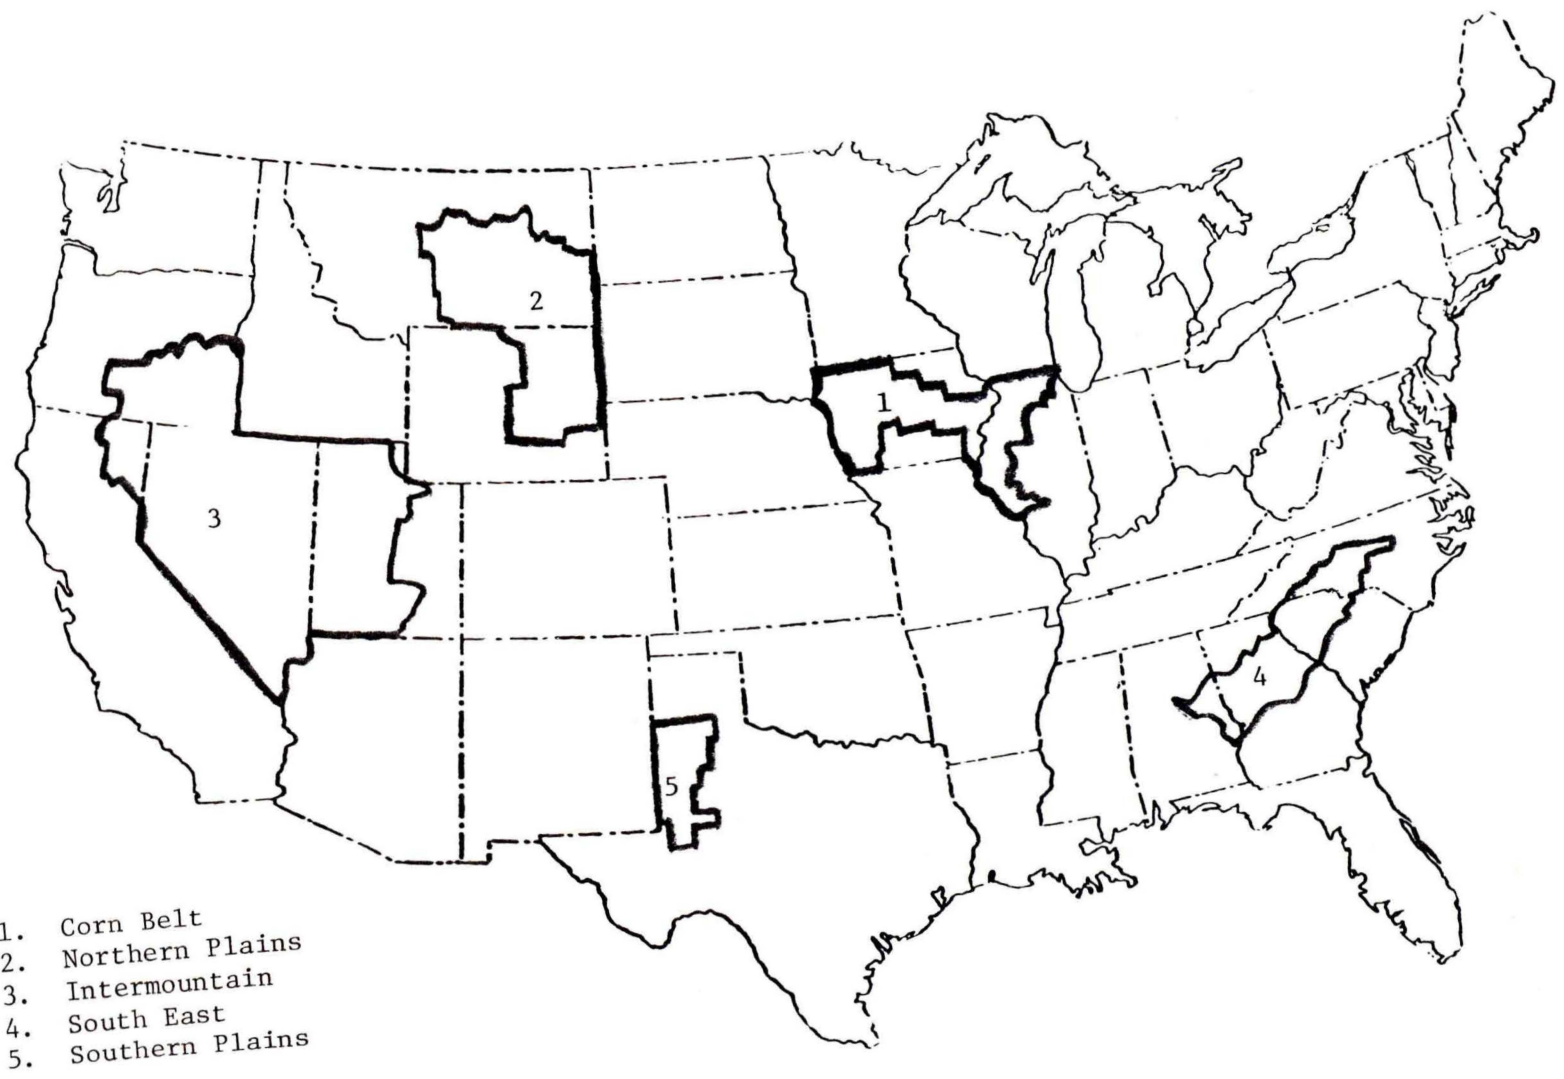 2
1
3
4
5
1. Corn Belt
2. Northern Plains
3. Intermountain
4. South East
5. Southern Plains